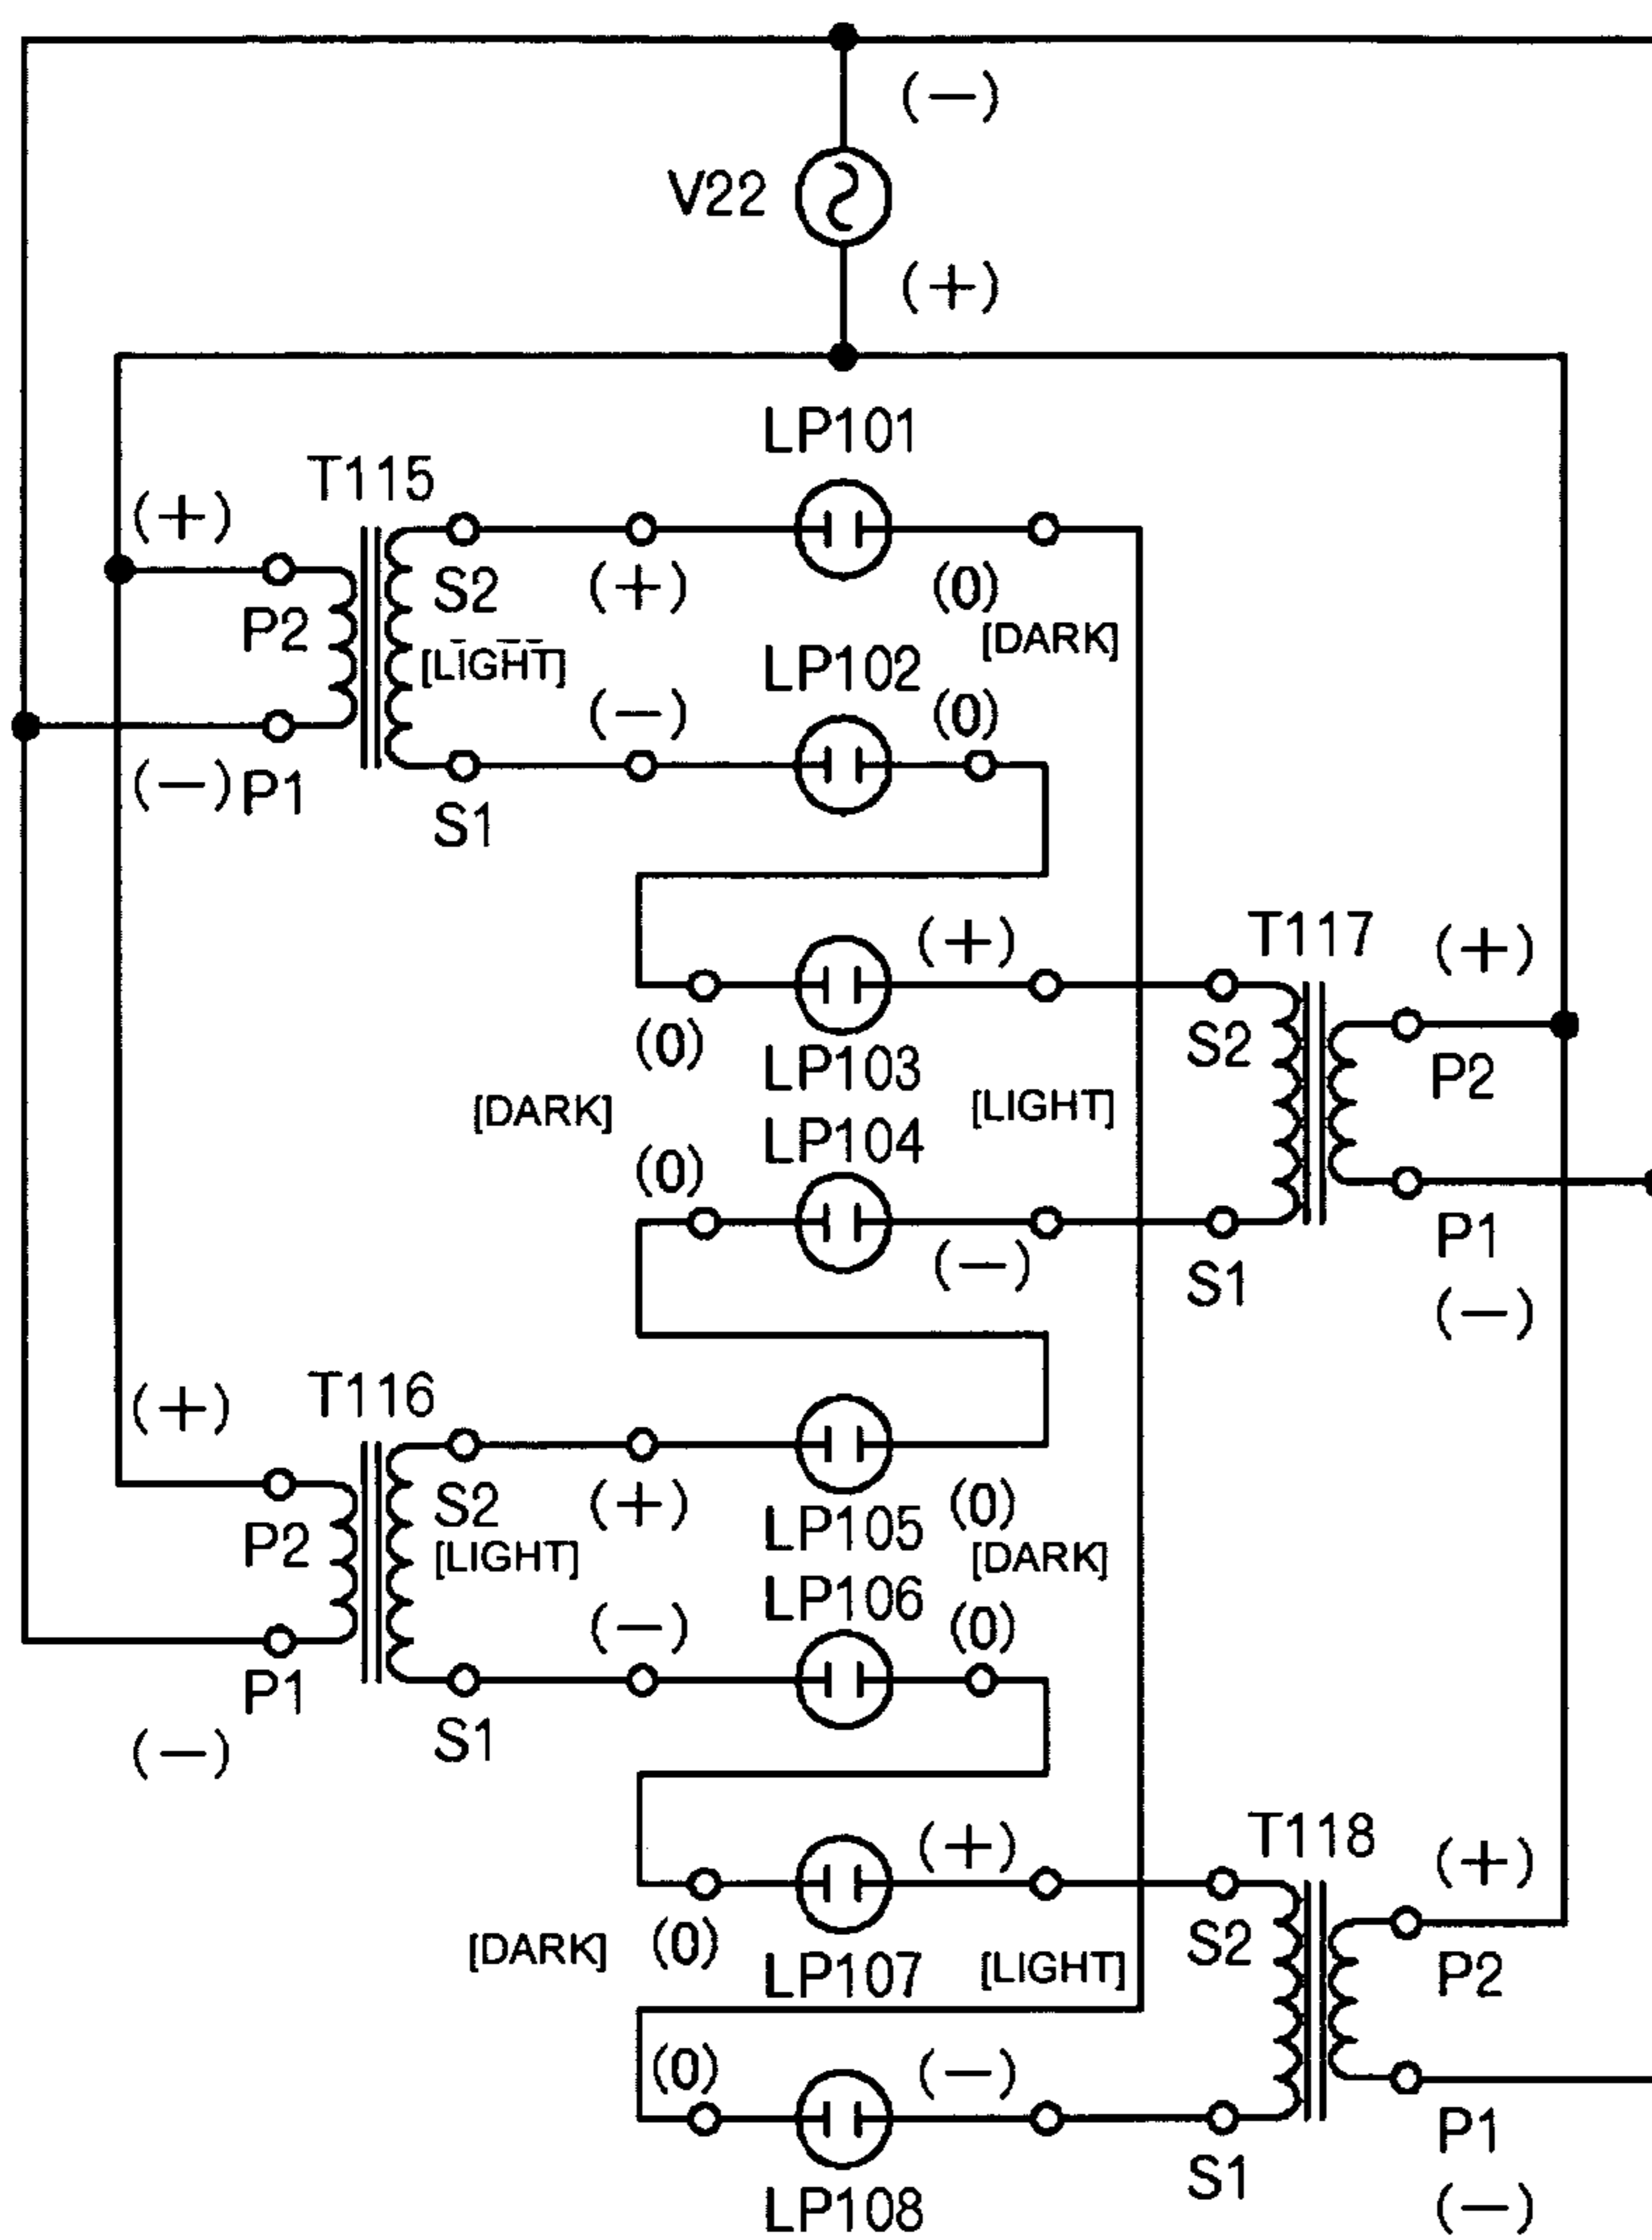 (−)
V22
(+)
LP101
T115
(+)
S2
(+)
(0)
P2
[DARK]
[LIGHT]
LP102
(−)
(0)
(−)
P1
S1
T117
(+)
(+)
(0)
LP103
S2
P2
[DARK]
[LIGHT]
LP104
(0)
(−)
P1
S1
(−)
T116
(+)
S2
(+)
(0)
P2
LP105
[LIGHT]
[DARK]
LP106
(−)
(0)
P1
S1
(−)
T118
(+)
(+)
[DARK]
(0)
LP107
[LIGHT]
S2
P2
(0)
(−)
P1
S1
LP108
(−)